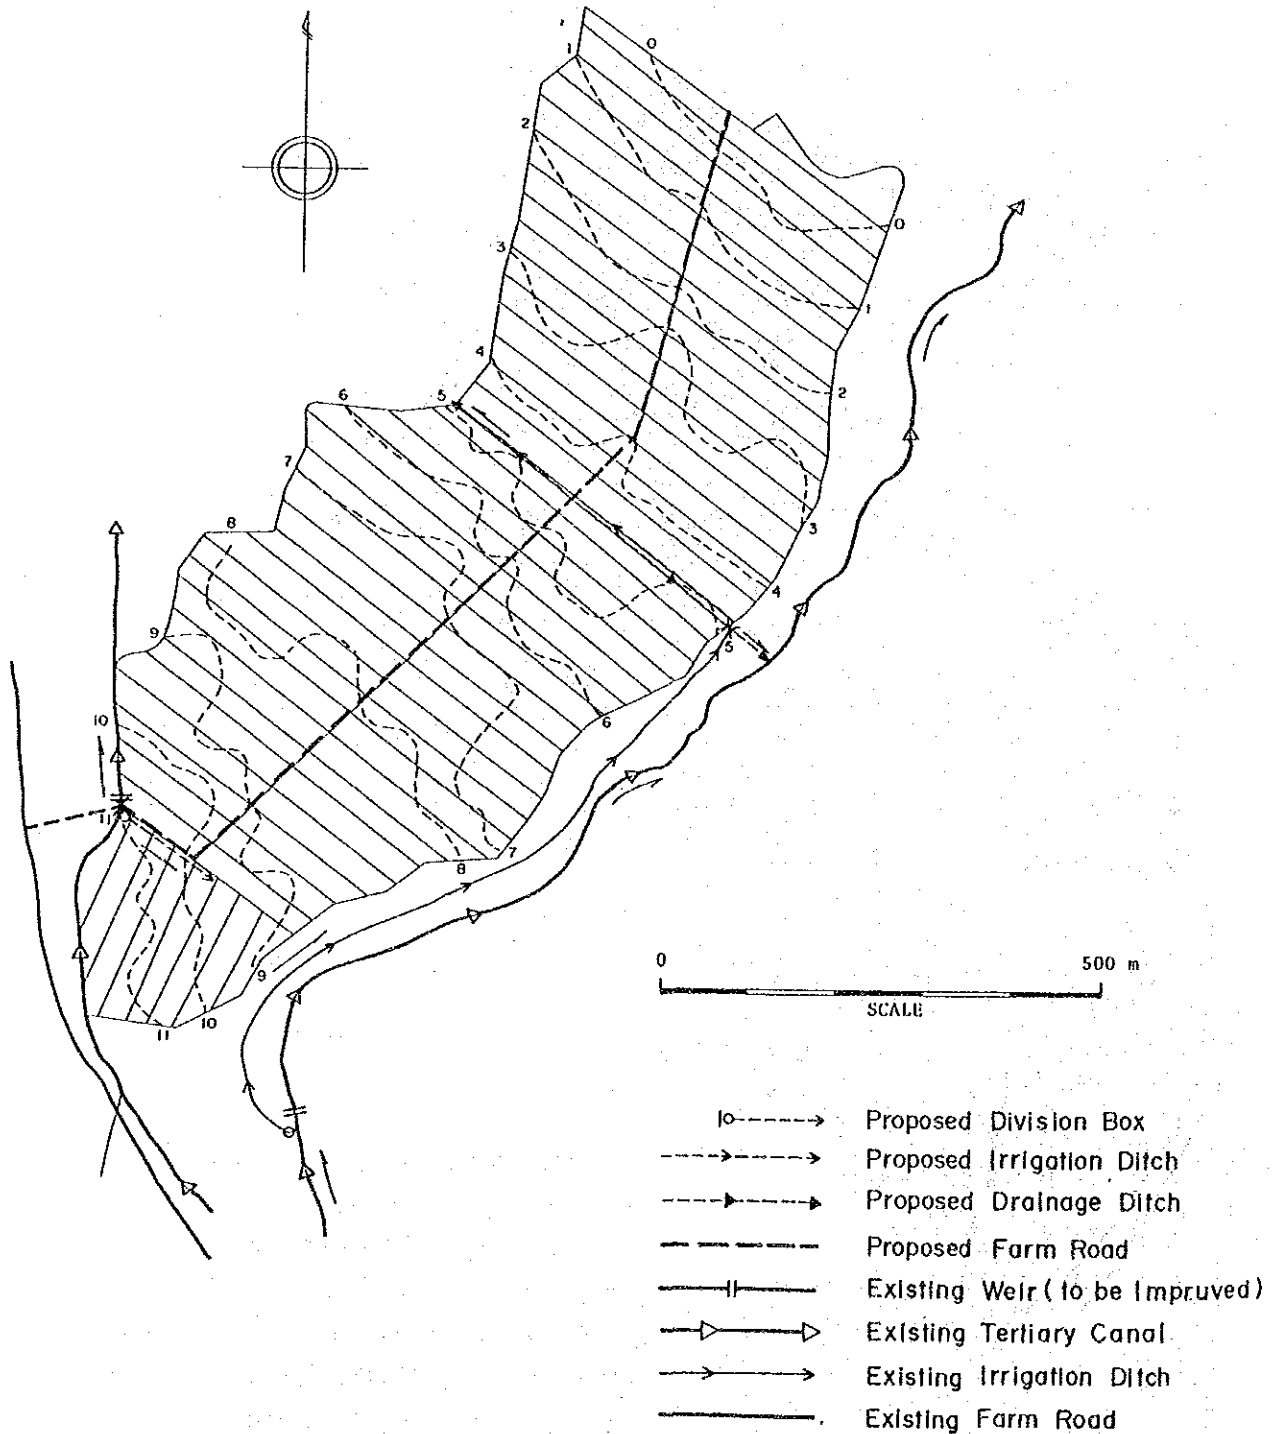 0
1
2
3
4
5
6
7
8
9
10
11
0
1
2
3
4
5
6
7
8
9
10
11
0 500 m
SCALE
Proposed Division Box
Proposed Irrigation Ditch
Proposed Drainage Ditch
Proposed Farm Road
Existing Weir (to be Impruved)
Existing Tertiary Canal
Existing Irrigation Ditch
Existing Farm Road